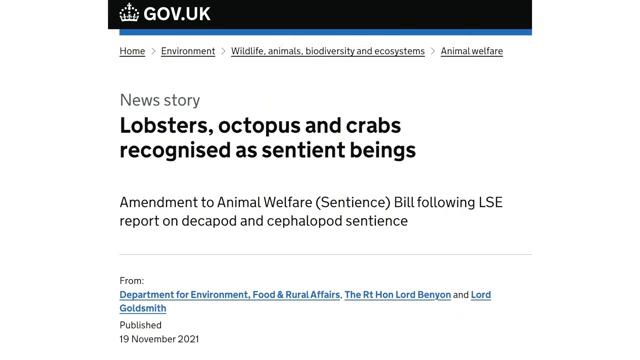 GOV.UK
Home > Environment > Wildlife, animals, biodiversity and ecosystems > Animal welfare
News story
Lobsters, octopus and crabs
recognised as sentient beings
Amendment to Animal Welfare (Sentience) Bill following LSE
report on decapod and cephalopod sentience
From:
Department for Environment, Food & Rural Affairs, The Rt Hon Lord Benyon and Lord
Goldsmith
Published
19 November 2021